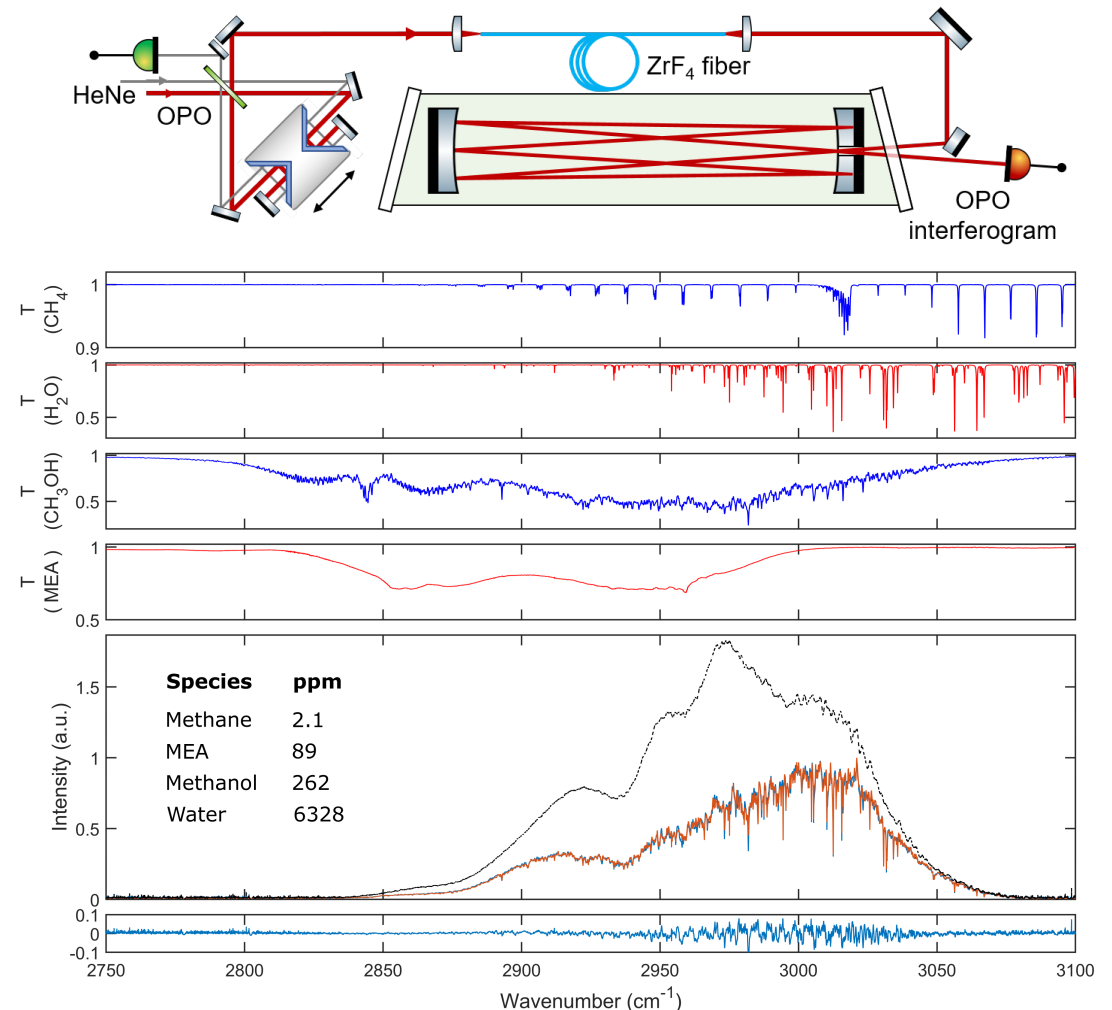 HeNe
OPO
ZrF4 fiber
OPO
interferogram
T
(CH4)
1
0.9
T
(H2O)
1
0.5
T
(CH3OH)
1
0.5
T
( MEA )
1
0.5
Intensity (a.u.)
1.5
1
0.5
0
Species ppm
Methane 2.1
MEA 89
Methanol 262
Water 6328
0.1
0
-0.1
2750 2800 2850 2900 2950 3000 3050 3100
Wavenumber (cm-1)